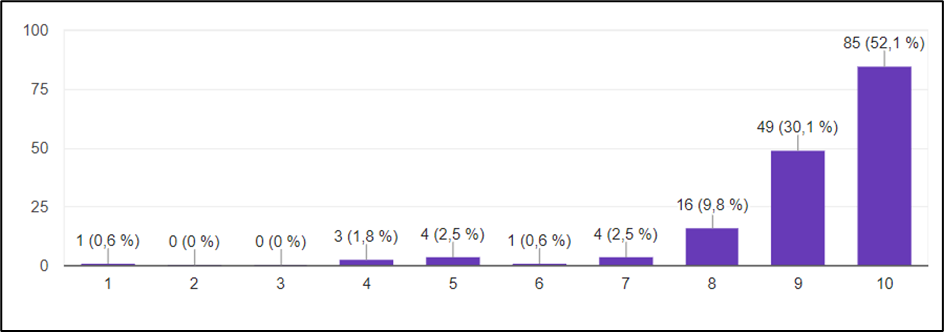 100
85 (52,1 %)
75
49 (30,1 %)
50
25
16 (9,8 %)
1 (0,6 %)
0 (0 %)
0 (0 %)
3 (1,8 %)
4 (2,5 %)
1 (0,6 %)
4 (2,5 %)
0
1 2 3 4 5 6 7 8 9 10